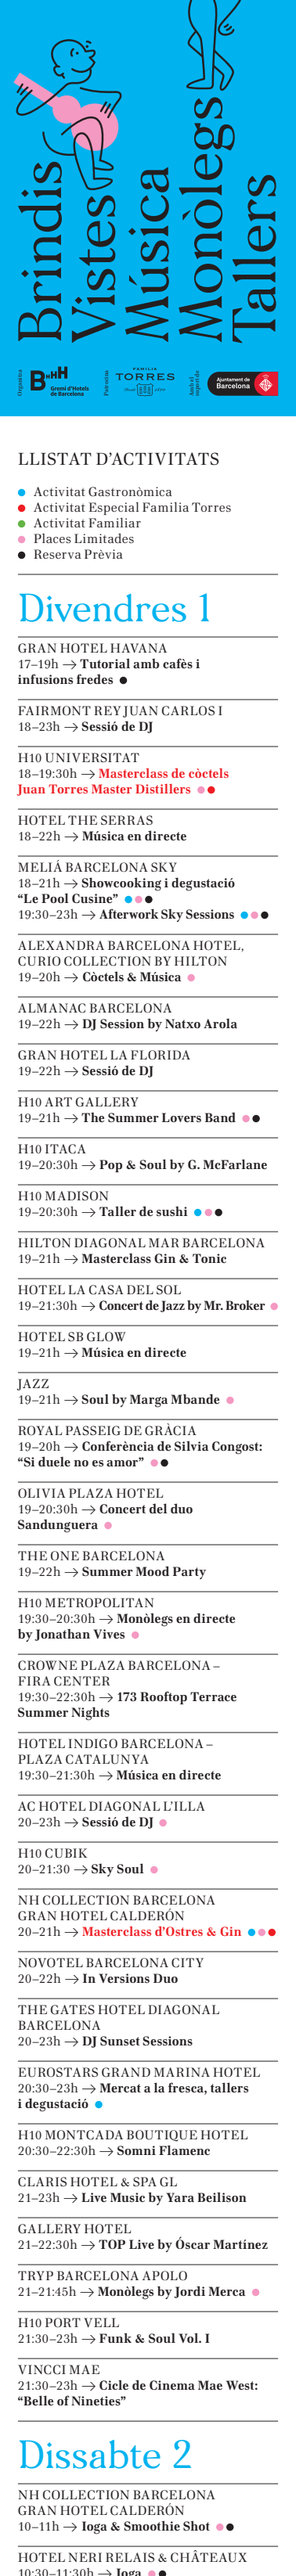 Brindis
Vistes
Música
Monòlegs
Tallers
Organitza
BHHH
Gremi d'Hotels
de Barcelona
Patrocina
FAMILIA
TORRES
Amb el
suport de
Ajuntament de
Barcelona
LLISTAT D'ACTIVITATS
Activitat Gastronòmica
Activitat Especial Familia Torres
Activitat Familiar
Places Limitades
Reserva Prèvia
Divendres 1
GRAN HOTEL HAVANA
17–19h → Tutorial amb cafès i
infusions fredes
FAIRMONT REY JUAN CARLOS I
18–23h → Sessió de DJ
H10 UNIVERSITAT
18–19:30h → Masterclass de còctels
Juan Torres Master Distillers
HOTEL THE SERRAS
18–22h → Música en directe
MELIÁ BARCELONA SKY
18–21h → Showcooking i degustació
“Le Pool Cusine”
19:30–23h → Afterwork Sky Sessions
ALEXANDRA BARCELONA HOTEL,
CURIO COLLECTION BY HILTON
19–20h → Còctels & Música
ALMANAC BARCELONA
19–22h → DJ Session by Natxo Arola
GRAN HOTEL LA FLORIDA
19–22h → Sessió de DJ
H10 ART GALLERY
19–21h → The Summer Lovers Band
H10 ITACA
19–20:30h → Pop & Soul by G. McFarlane
H10 MADISON
19–20:30h → Taller de sushi
HILTON DIAGONAL MAR BARCELONA
19–21h → Masterclass Gin & Tonic
HOTEL LA CASA DEL SOL
19–21:30h → Concert de Jazz by Mr. Broker
HOTEL SB GLOW
19–21h → Música en directe
JAZZ
19–21h → Soul by Marga Mbande
ROYAL PASSEIG DE GRÀCIA
19–20h → Conferència de Silvia Congost:
“Si duele no es amor”
OLIVIA PLAZA HOTEL
19–20:30h → Concert del duo
Sandunguera
THE ONE BARCELONA
19–22h → Summer Mood Party
H10 METROPOLITAN
19:30–20:30h → Monòlegs en directe
by Jonathan Vives
CROWNE PLAZA BARCELONA –
FIRA CENTER
19:30–22:30h → 173 Rooftop Terrace
Summer Nights
HOTEL INDIGO BARCELONA –
PLAZA CATALUNYA
19:30–21:30h → Música en directe
AC HOTEL DIAGONAL L'ILLA
20–23h → Sessió de DJ
H10 CUBIK
20–21:30 → Sky Soul
NH COLLECTION BARCELONA
GRAN HOTEL CALDERÓN
20–21h → Masterclass d'Ostres & Gin
NOVOTEL BARCELONA CITY
20–22h → In Versions Duo
THE GATES HOTEL DIAGONAL
BARCELONA
20–23h → DJ Sunset Sessions
EUROSTARS GRAND MARINA HOTEL
20:30–23h → Mercat a la fresca, tallers
i degustació
H10 MONTCADA BOUTIQUE HOTEL
20:30–22:30h → Somni Flamenc
CLARIS HOTEL & SPA GL
21–23h → Live Music by Yara Beilison
GALLERY HOTEL
21–22:30h → TOP Live by Óscar Martínez
TRYP BARCELONA APOLO
21–21:45h → Monòlegs by Jordi Merca
H10 PORT VELL
21:30–23h → Funk & Soul Vol. I
VINCCI MAE
21:30–23h → Cicle de Cinema Mae West:
“Belle of Nineties”
Dissabte 2
NH COLLECTION BARCELONA
GRAN HOTEL CALDERÓN
10–11h → Ioga & Smoothie Shot
HOTEL NERI RELAIS & CHÂTEAUX
10:30–11:30h → Ioga